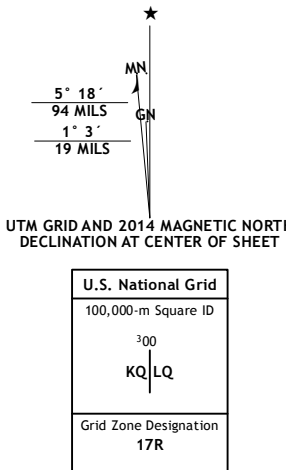 MN
GN
5° 18´
94 MILS
1° 3´
19 MILS
UTM GRID AND 2014 MAGNETIC NORTH
DECLINATION AT CENTER OF SHEET
U.S. National Grid
100,000-m Square ID
³00
KQ LQ
Grid Zone Designation
17R